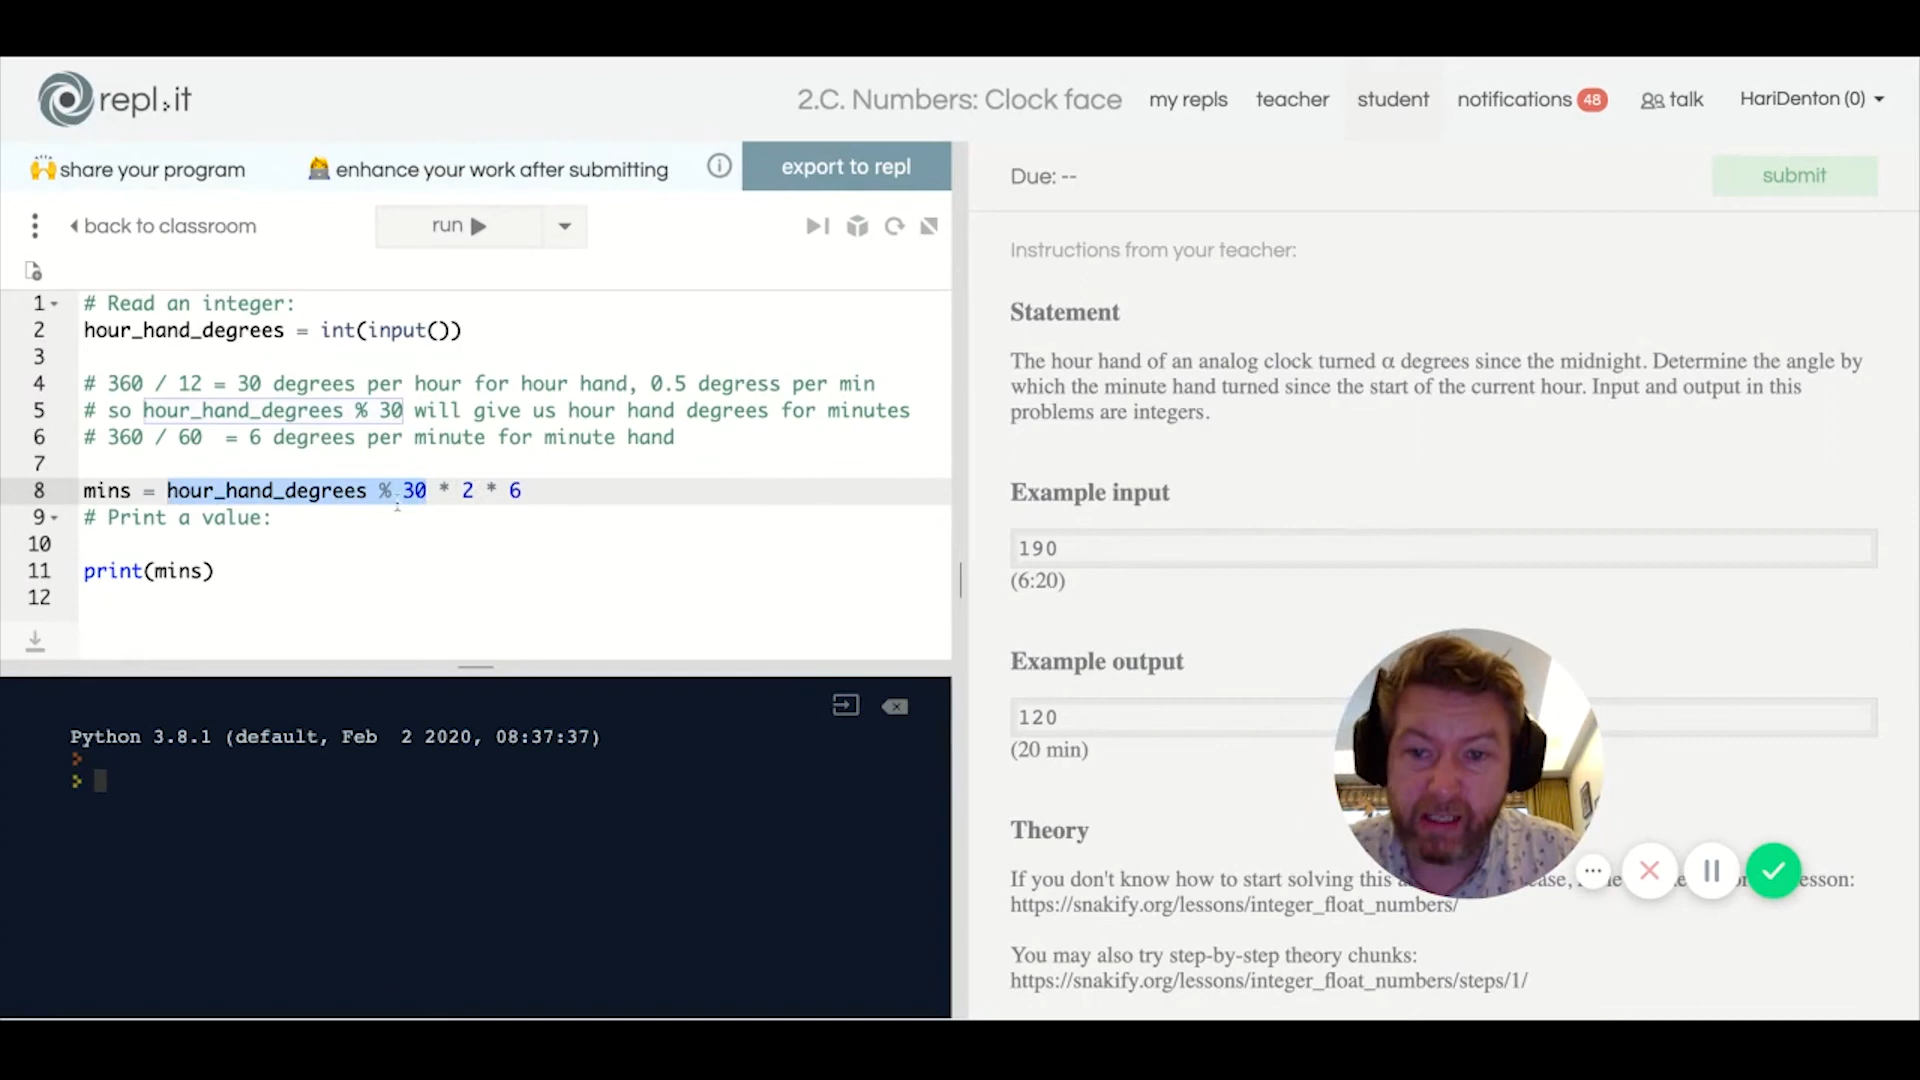 repl.it
2.C. Numbers: Clock face
my repls
teacher
student
notifications 48
talk
HariDenton (0)
share your program
enhance your work after submitting
export to repl
back to classroom
run
1 # Read an integer:
2 hour_hand_degrees = int(input())
3
4 # 360 / 12 = 30 degrees per hour for hour hand, 0.5 degress per min
5 # so hour_hand_degrees % 30 will give us hour hand degrees for minutes
6 # 360 / 60  = 6 degrees per minute for minute hand
7
8 mins = hour_hand_degrees % 30 * 2 * 6
9 # Print a value:
10
11 print(mins)
12
Python 3.8.1 (default, Feb  2 2020, 08:37:37)
Due: --
submit
Instructions from your teacher:
Statement
The hour hand of an analog clock turned α degrees since the midnight. Determine the angle by
which the minute hand turned since the start of the current hour. Input and output in this
problems are integers.
Example input
190
(6:20)
Example output
120
(20 min)
Theory
If you don't know how to start solving this esson:
https://snakify.org/lessons/integer_float_numbers/
You may also try step-by-step theory chunks:
https://snakify.org/lessons/integer_float_numbers/steps/1/